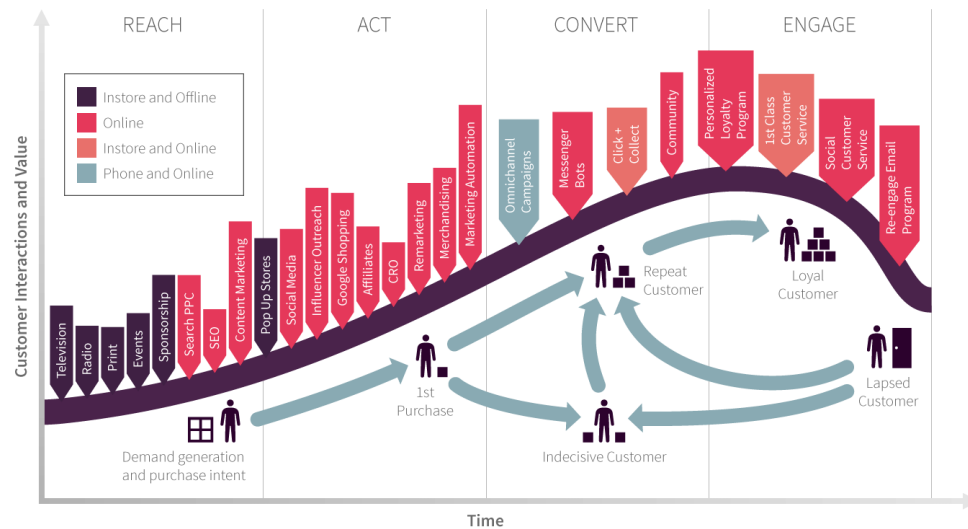 REACH
ACT
CONVERT
ENGAGE
Instore and Offline
Online
Instore and Online
Phone and Online
Customer Interactions and Value
Television
Radio
Print
Events
Sponsorship
Search PPC
SEO
Content Marketing
Pop Up Stores
Social Media
Influencer Outreach
Google Shopping
Affililiates
CRO
Remarketing
Merchandising
Marketing Automation
Omnichannel
Campaigns
Messenger
Bots
Click +
Collect
Community
Personalized
Loyalty
Program
1st Class
Customer
Service
Social
Customer
Service
Re-engage Email
Program
Repeat
Customer
Loyal
Customer
1st
Purchase
Lapsed
Customer
Demand generation
and purchase intent
Indecisive Customer
Time